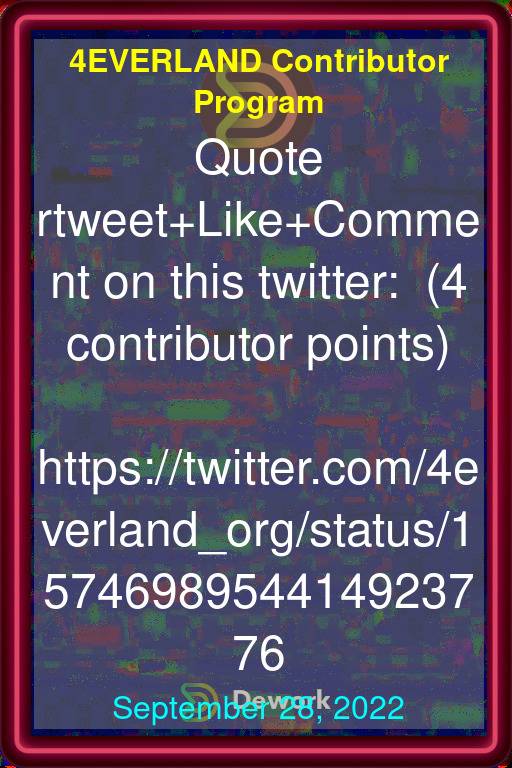 4EVERLAND Contributor
Program
Quote
rtweet+Like+Comme
nt on this twitter:  (4
contributor points)
https://twitter.com/4e
verland_org/status/1
5746989544149237
76
Dework
September 28, 2022